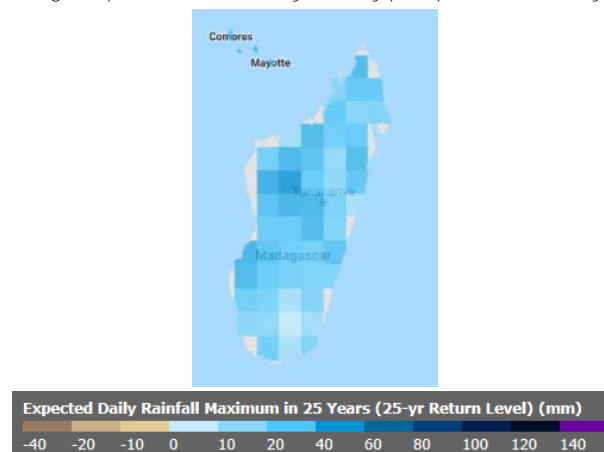 Comores
Mayotte
Tananarive
Madagascar
Expected Daily Rainfall Maximum in 25 Years (25-yr Return Level) (mm)
-40 -20 -10 0 10 20 40 60 80 100 120 140